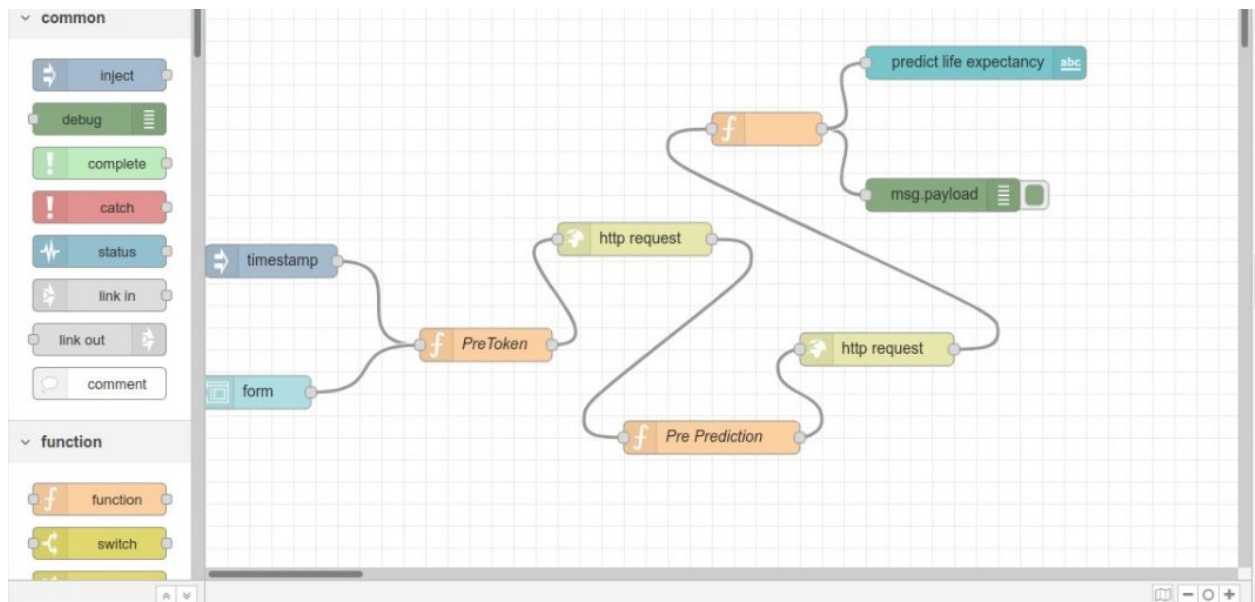 common
inject
debug
complete
catch
status
link in
link out
comment
function
function
switch
timestamp
form
PreToken
http request
Pre Prediction
http request
predict life expectancy
abc
msg.payload